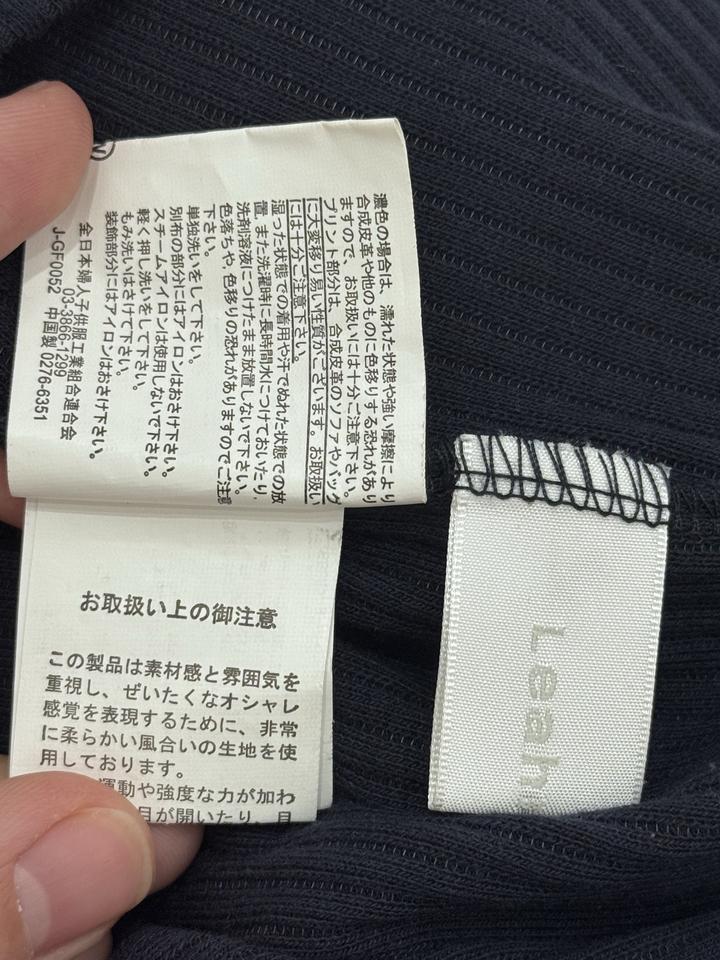 濃色の場合は、濡れた状態や強い摩擦により
合成皮革や他のものに色移りする恐れがあり
ますので、お取扱いには十分ご注意下さい。
プリント部分は、合成皮革のソファやバッグ
に大変移り易い性質がございます。お取扱い
には十分ご注意下さい。
湿った状態での着用や汗でぬれた状態での放
置、また洗濯時に長時間水につけておいたり、
洗剤溶液につけたまま放置しないで下さい。
色落ちや、色移りの恐れがありますのでご注意
下さい。
単独洗いをして下さい。
別布の部分にはアイロンはおさけ下さい。
スチームアイロンは使用しないで下さい。
軽く押し洗いをして下さい。
もみ洗いはさけて下さい。
装飾部分にはアイロンはおさけ下さい。
全日本婦人子供服工業組合連合会
03-3866-1296
J-GF0052 中国製 0276-6351
お取扱い上の御注意
この製品は素材感と雰囲気を
重視し、ぜいたくなオシャレ
感覚を表現するために、非常
に柔らかい風合いの生地を使
用しております。
運動や強度な力が加わ
目が開いたり、目
Leah